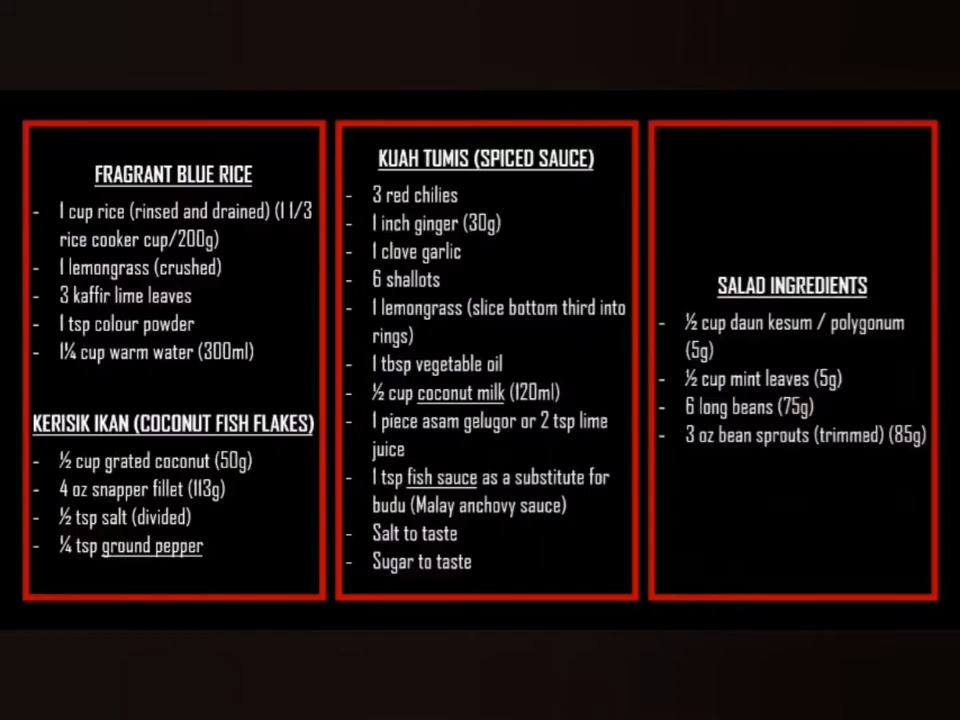 FRAGRANT BLUE RICE
- 1 cup rice (rinsed and drained) (1 1/3
rice cooker cup/200g)
- 1 lemongrass (crushed)
- 3 kaffir lime leaves
- 1 tsp colour powder
- 1¼ cup warm water (300ml)
KERISIK IKAN (COCONUT FISH FLAKES)
- ½ cup grated coconut (50g)
- 4 oz snapper fillet (113g)
- ½ tsp salt (divided)
- ¼ tsp ground pepper
KUAH TUMIS (SPICED SAUCE)
- 3 red chilies
- 1 inch ginger (30g)
- 1 clove garlic
- 6 shallots
- 1 lemongrass (slice bottom third into
rings)
- 1 tbsp vegetable oil
- ½ cup coconut milk (120ml)
- 1 piece asam gelugor or 2 tsp lime
juice
- 1 tsp fish sauce as a substitute for
budu (Malay anchovy sauce)
- Salt to taste
- Sugar to taste
SALAD INGREDIENTS
- ½ cup daun kesum / polygonum
(5g)
- ½ cup mint leaves (5g)
- 6 long beans (75g)
- 3 oz bean sprouts (trimmed) (85g)